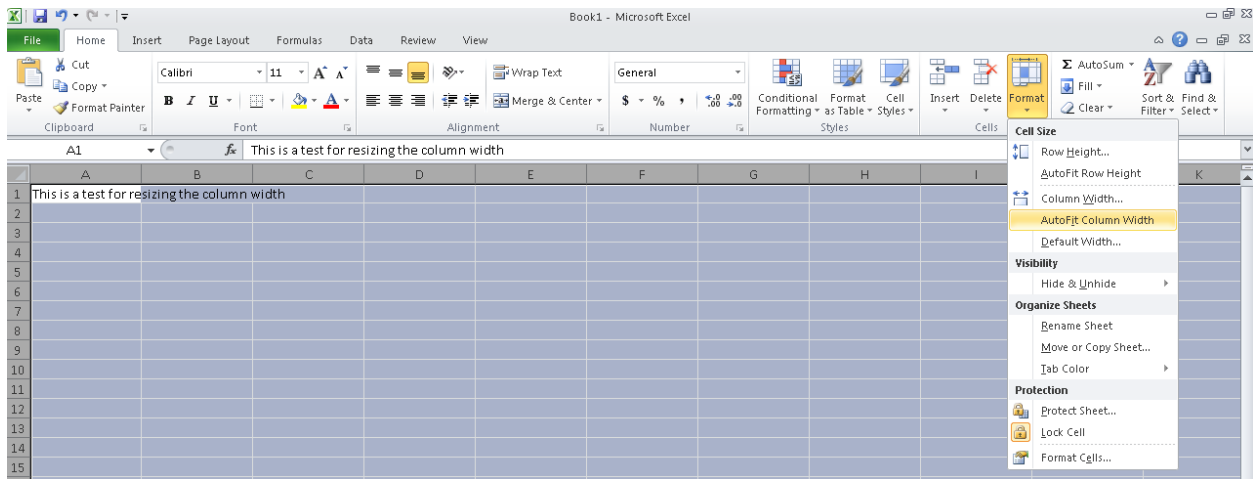 Book1 - Microsoft Excel
File Home Insert Page Layout Formulas Data Review View
Paste
Cut
Copy
Format Painter
Clipboard
Calibri 11 A A
B I U A
Font
Wrap Text
Merge & Center
Alignment
General
$ % , .0 .00 .00 .0
Number
Conditional Formatting
Format as Table
Cell Styles
Styles
Insert Delete Format
Cells
Σ AutoSum
Fill
Clear
Sort & Filter
Find & Select
A1 fx This is a test for resizing the column width
A B C D E F G H I K
1 This is a test for resizing the column width
2
3
4
5
6
7
8
9
10
11
12
13
14
15
Cell Size
Row Height...
AutoFit Row Height
Column Width...
AutoFit Column Width
Default Width...
Visibility
Hide & Unhide
Organize Sheets
Rename Sheet
Move or Copy Sheet...
Tab Color
Protection
Protect Sheet...
Lock Cell
Format Cells...